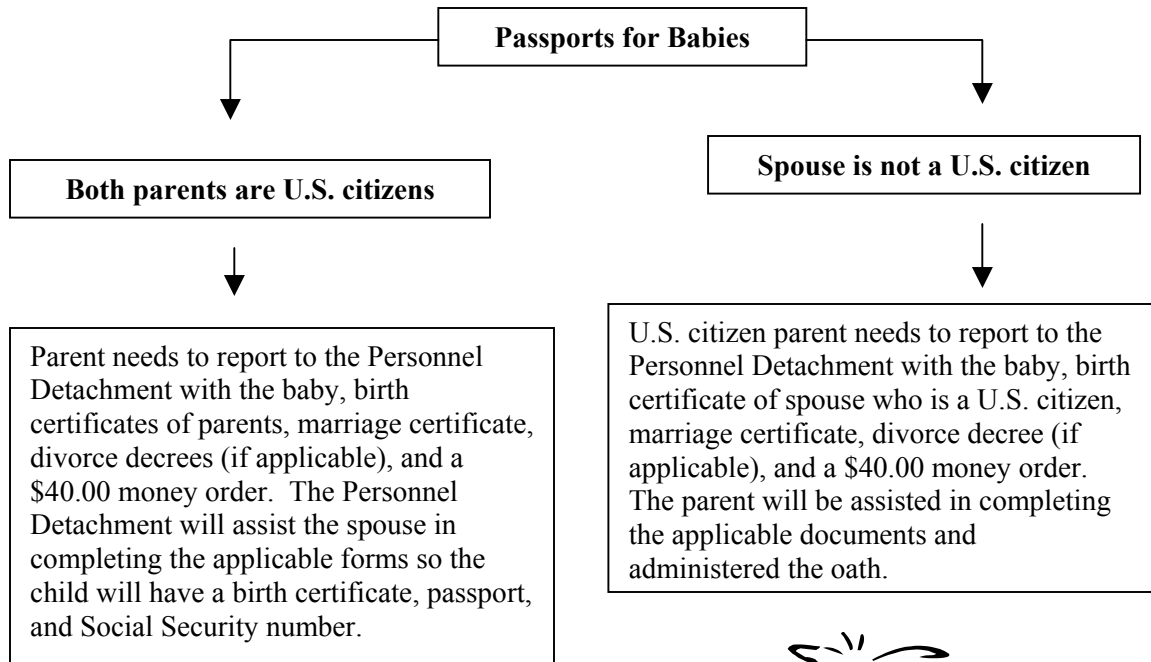 Passports for Babies
Both parents are U.S. citizens
Spouse is not a U.S. citizen
Parent needs to report to the Personnel
Detachment with the baby, birth
certificates of parents, marriage certificate,
divorce decrees (if applicable), and a
$40.00 money order.  The Personnel
Detachment will assist the spouse in
completing the applicable forms so the
child will have a birth certificate, passport,
and Social Security number.
U.S. citizen parent needs to report to the
Personnel Detachment with the baby, birth
certificate of spouse who is a U.S. citizen,
marriage certificate, divorce decree (if
applicable), and a $40.00 money order.
The parent will be assisted in completing
the applicable documents and
administered the oath.